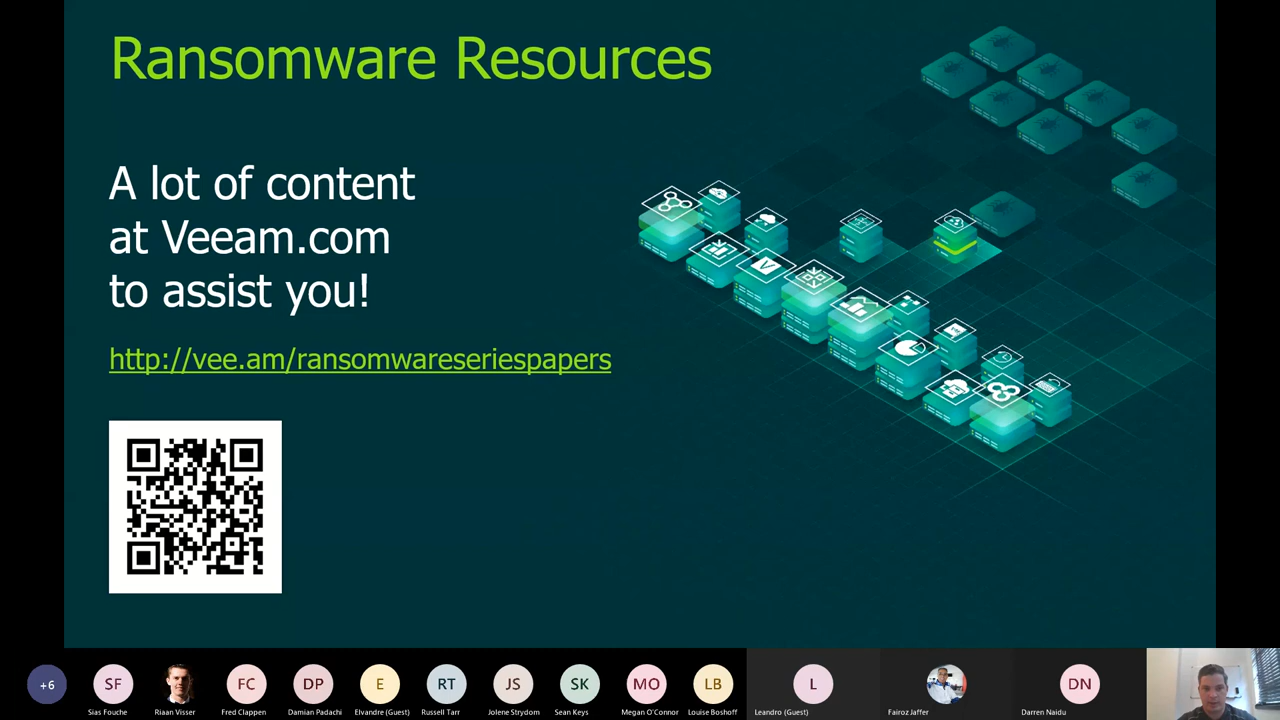 Ransomware Resources
A lot of content
at Veeam.com
to assist you!
http://vee.am/ransomwareseriespapers
+6
SF
FC
DP
E
RT
JS
SK
MO
LB
L
DN
Sias Fouche
Riaan Visser
Fred Clappen
Damian Padachi
Elvandre (Guest)
Russell Tarr
Jolene Strydom
Sean Keys
Megan O'Connor
Louise Boshoff
Leandro (Guest)
Fairoz Jaffer
Darren Naidu